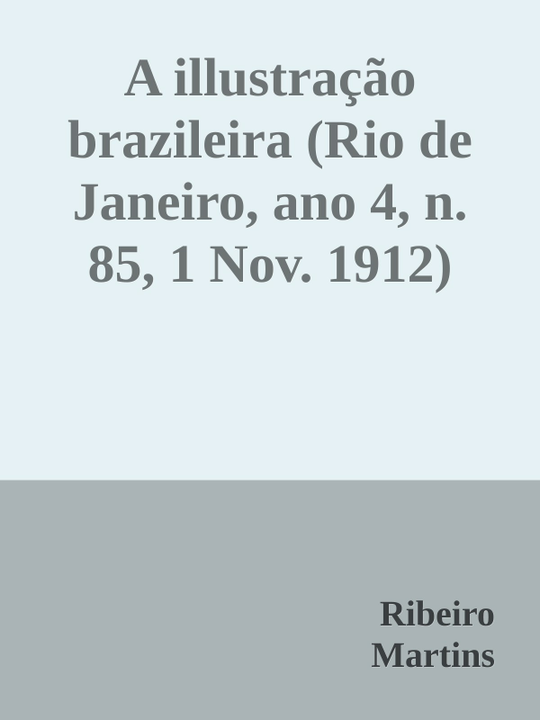 A illustração
brazileira (Rio de
Janeiro, ano 4, n.
85, 1 Nov. 1912)
Ribeiro
Martins